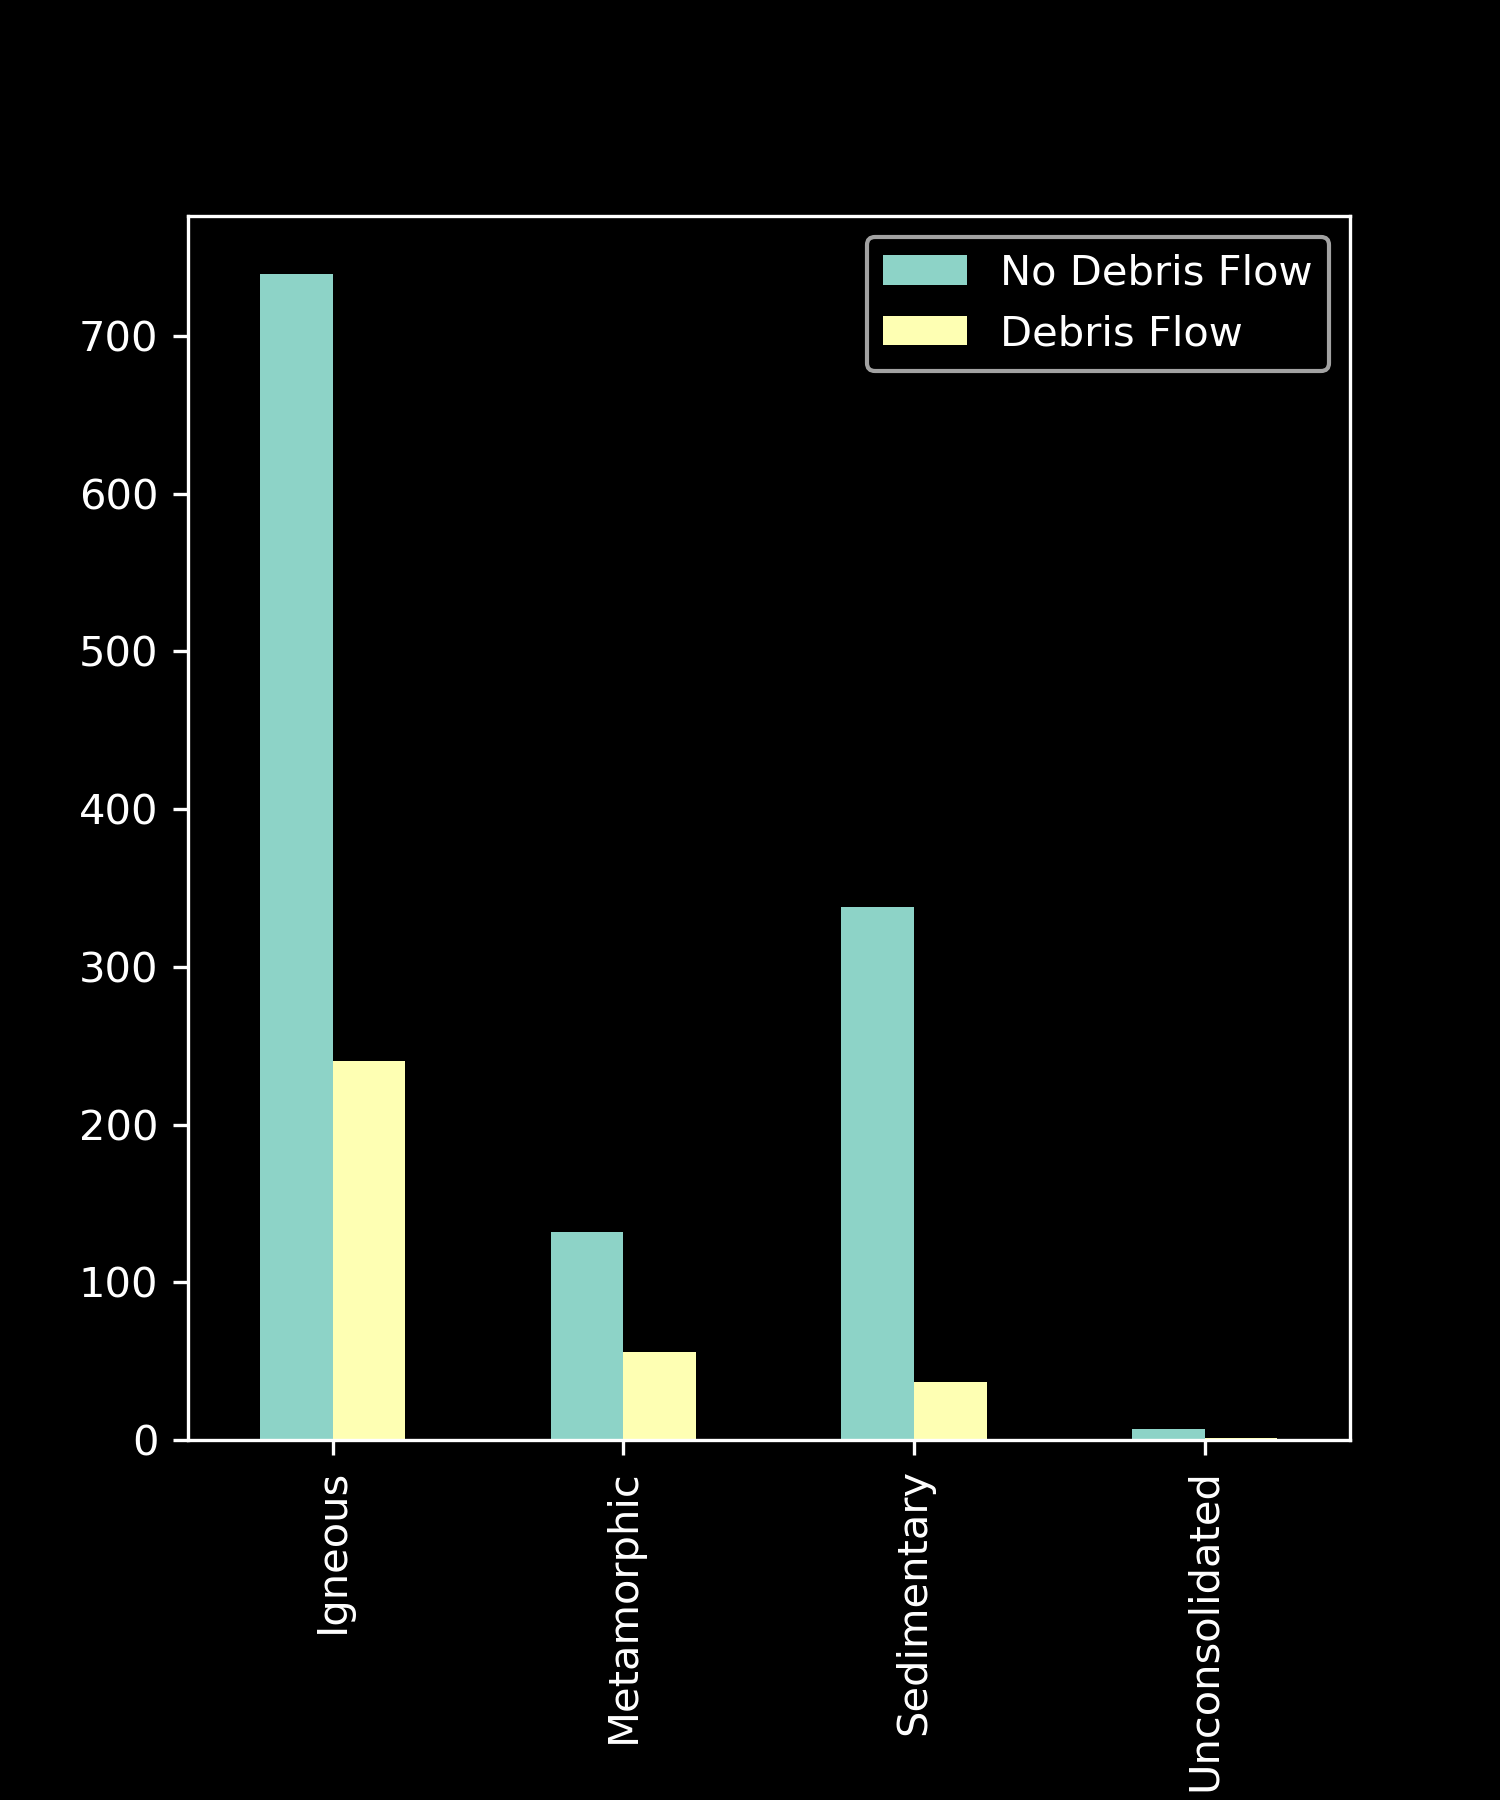 No Debris Flow
Debris Flow
700
600
500
400
300
200
100
0
Igneous
Metamorphic
Sedimentary
Unconsolidated